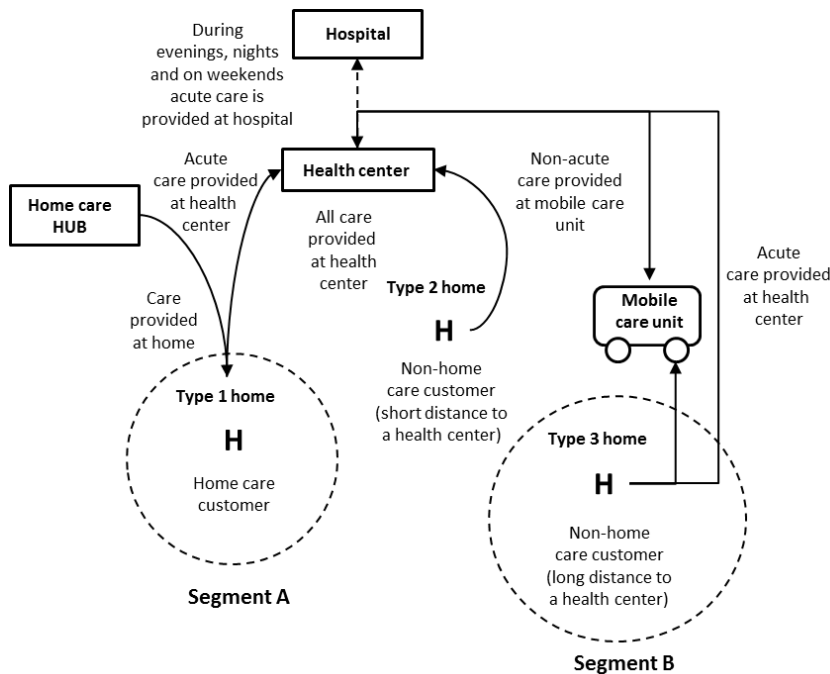 During
evenings, nights
and on weekends
acute care is
provided at hospital
Hospital
Acute
care provided
at health
center
Health center
Non-acute
care provided
at mobile care
unit
Home care
HUB
All care
provided
at health
center
Acute
care provided
at health
center
Care
provided
at home
Type 2 home
H
Non-home
care customer
(short distance to
a health center)
Mobile
care unit
Type 1 home
H
Home care
customer
Segment A
Type 3 home
H
Non-home
care customer
(long distance to
a health center)
Segment B